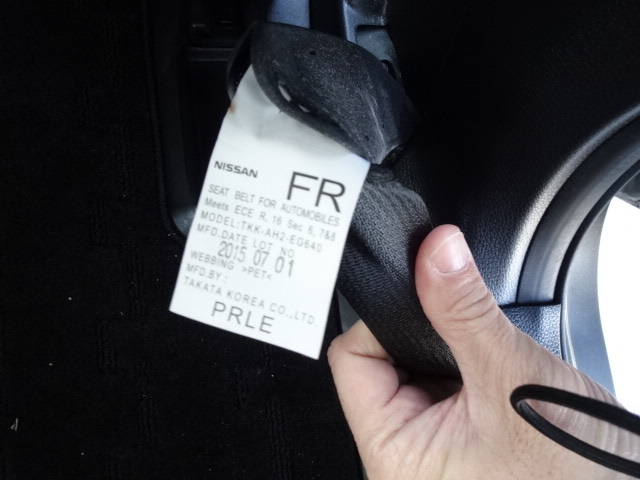 NISSAN
FR
SEAT BELT FOR AUTOMOBILES
Meets ECE R, 16 Sec 6, 7&8
MODEL:TKK-AH2-EG640
MFD.DATE LOT NO
2015 07 01
WEBBING >PET<
MFD.BY:
TAKATA KOREA CO.,LTD.
PRLE